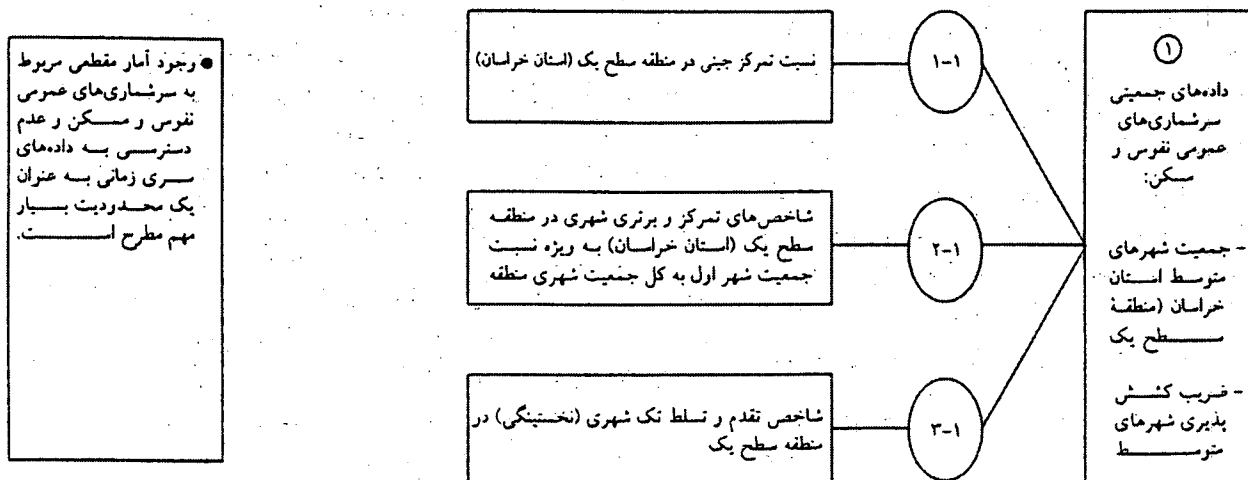 ۱
داده‌های جمعیتی
سرشماری‌های
عمومی نفوس و
مسکن:
- جمعیت شهرهای
متوسط استان
خراسان (منطقهٔ
سطح یک
- ضریب کشش
پذیری شهرهای
متوسط
۱-۱
نسبت تمرکز جینی در منطقه سطح یک (استان خراسان)
۲-۱
شاخص‌های تمرکز و برتری شهری در منطقه
سطح یک (استان خراسان) به ویژه نسبت
جمعیت شهر اول به کل جمعیت شهری منطقه
۳-۱
شاخص تقدم و تسلط تک شهری (نخستینگی) در
منطقه سطح یک
● وجود آمار مقطعی مربوط
به سرشماری‌های عمومی
نفوس و مسکن و عدم
دسترسی به داده‌های
سری زمانی به عنوان
یک محدودیت بسیار
مهم مطرح است.